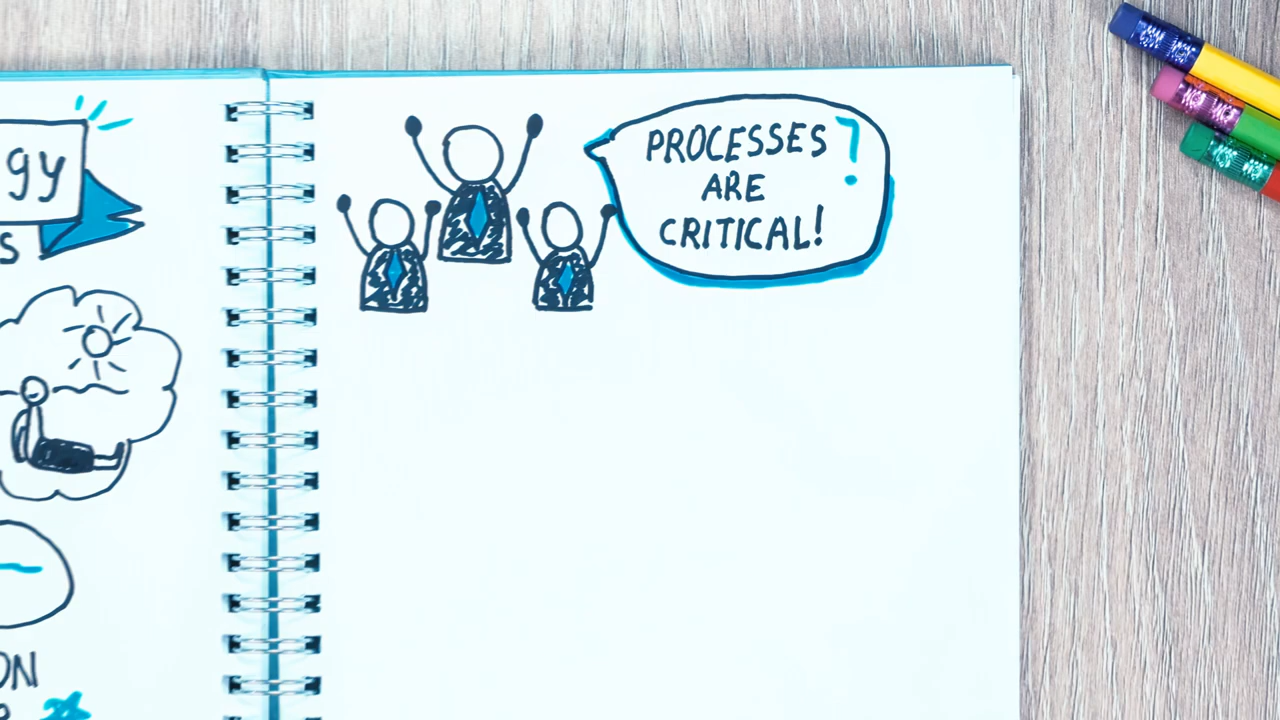 gy
S
PROCESSES ?
ARE
CRITICAL!
ON